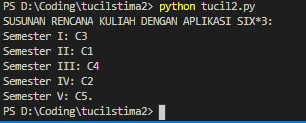 PS D:\Coding\tucilstima2> python tucil2.py
SUSUNAN RENCANA KULIAH DENGAN APLIKASI SIX*3:
Semester I: C3
Semester II: C1
Semester III: C4
Semester IV: C2
Semester V: C5.
PS D:\Coding\tucilstima2>